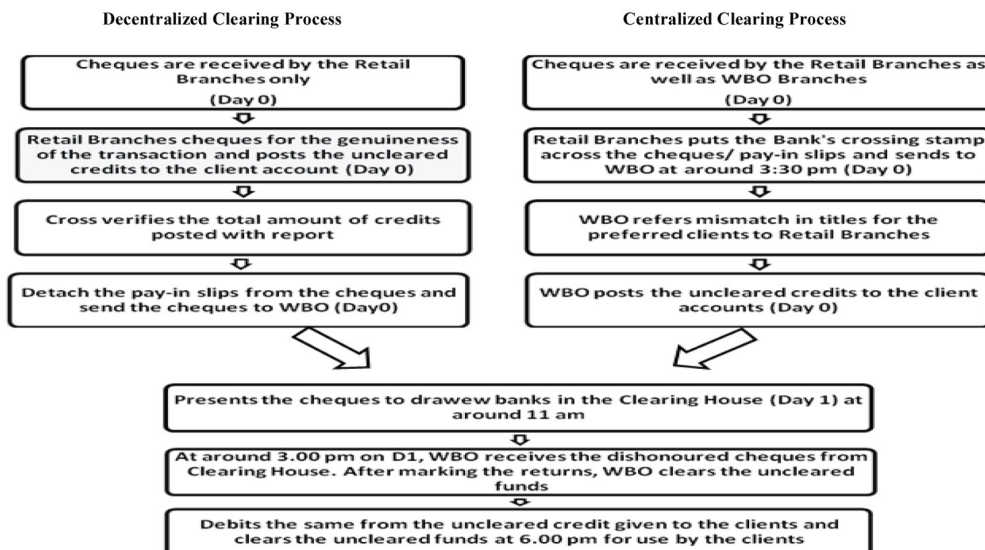 Decentralized Clearing Process
Cheques are received by the Retail
Branches only
(Day 0)
Retail Branches cheques for the genuineness
of the transaction and posts the uncleared
credits to the client account (Day 0)
Cross verifies the total amount of credits
posted with report
Detach the pay-in slips from the cheques and
send the cheques to WBO (Day0)
Centralized Clearing Process
Cheques are received by the Retail Branches as
well as WBO Branches
(Day 0)
Retail Branches puts the Bank's crossing stamp
across the cheques/ pay-in slips and sends to
WBO at around 3:30 pm (Day 0)
WBO refers mismatch in titles for the
preferred clients to Retail Branches
WBO posts the uncleared credits to the client
accounts (Day 0)
Presents the cheques to drawew banks in the Clearing House (Day 1) at
around 11 am
At around 3.00 pm on D1, WBO receives the dishonoured cheques from
Clearing House. After marking the returns, WBO clears the uncleared
funds
Debits the same from the uncleared credit given to the clients and
clears the uncleared funds at 6.00 pm for use by the clients